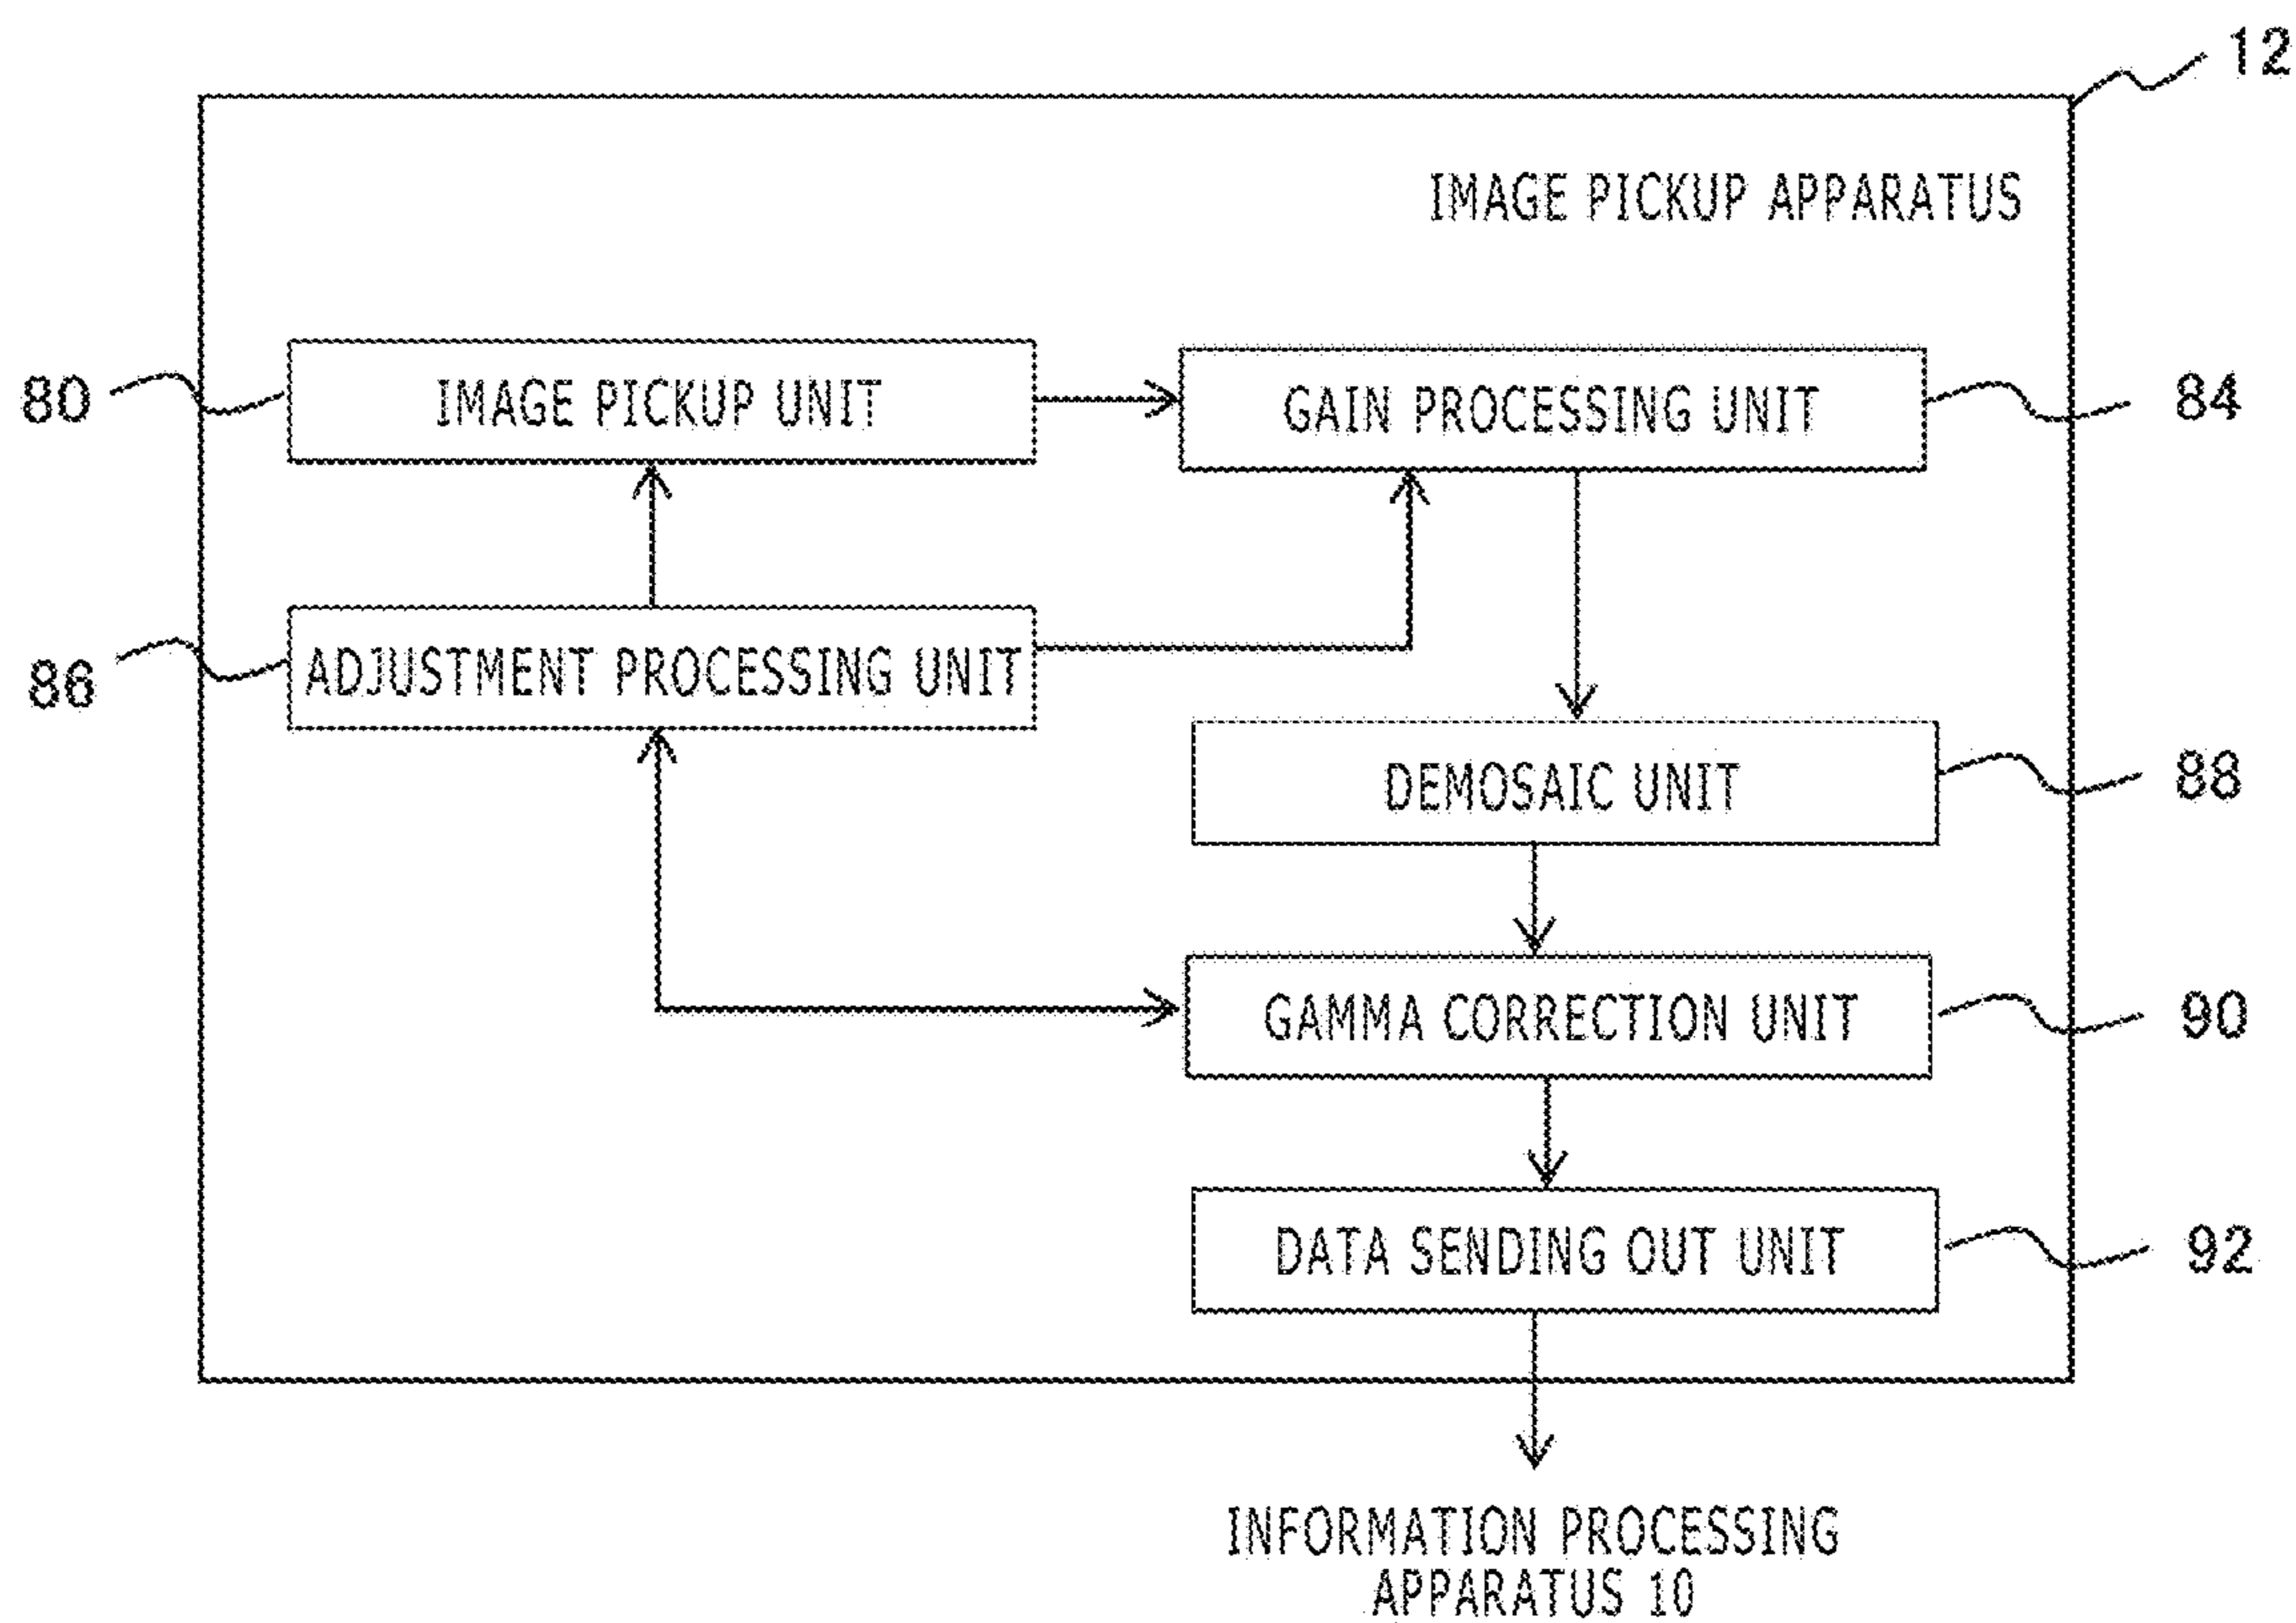 12
IMAGE PICKUP APPARATUS
80
IMAGE PICKUP UNIT
GAIN PROCESSING UNIT
84
86
ADJUSTMENT PROCESSING UNIT
DEMOSAIC UNIT
88
GAMMA CORRECTION UNIT
90
DATA SENDING OUT UNIT
92
INFORMATION PROCESSING
APPARATUS 10